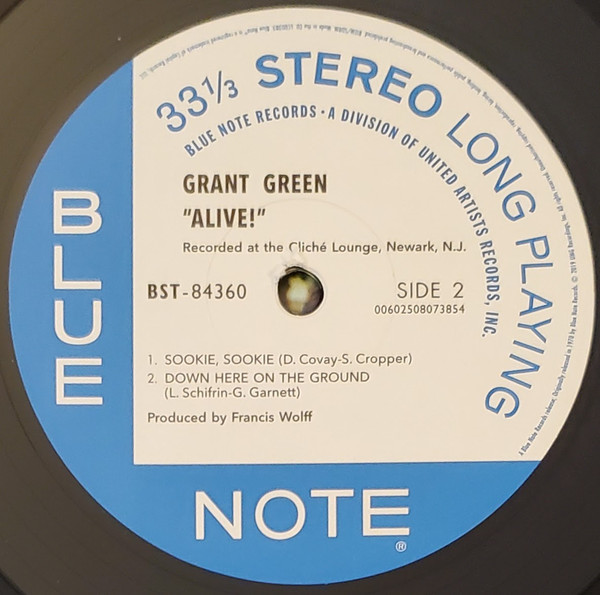 33⅓ STEREO LONG PLAYING
BLUE NOTE RECORDS · A DIVISION OF UNITED ARTISTS RECORDS, INC.
GRANT GREEN
"ALIVE!"
Recorded at the Cliché Lounge, Newark, N.J.
BST-84360
SIDE 2
00602508073854
1. SOOKIE, SOOKIE (D. Covay-S. Cropper)
2. DOWN HERE ON THE GROUND
(L. Schifrin-G. Garnett)
Produced by Francis Wolff
BLUE
NOTE
®